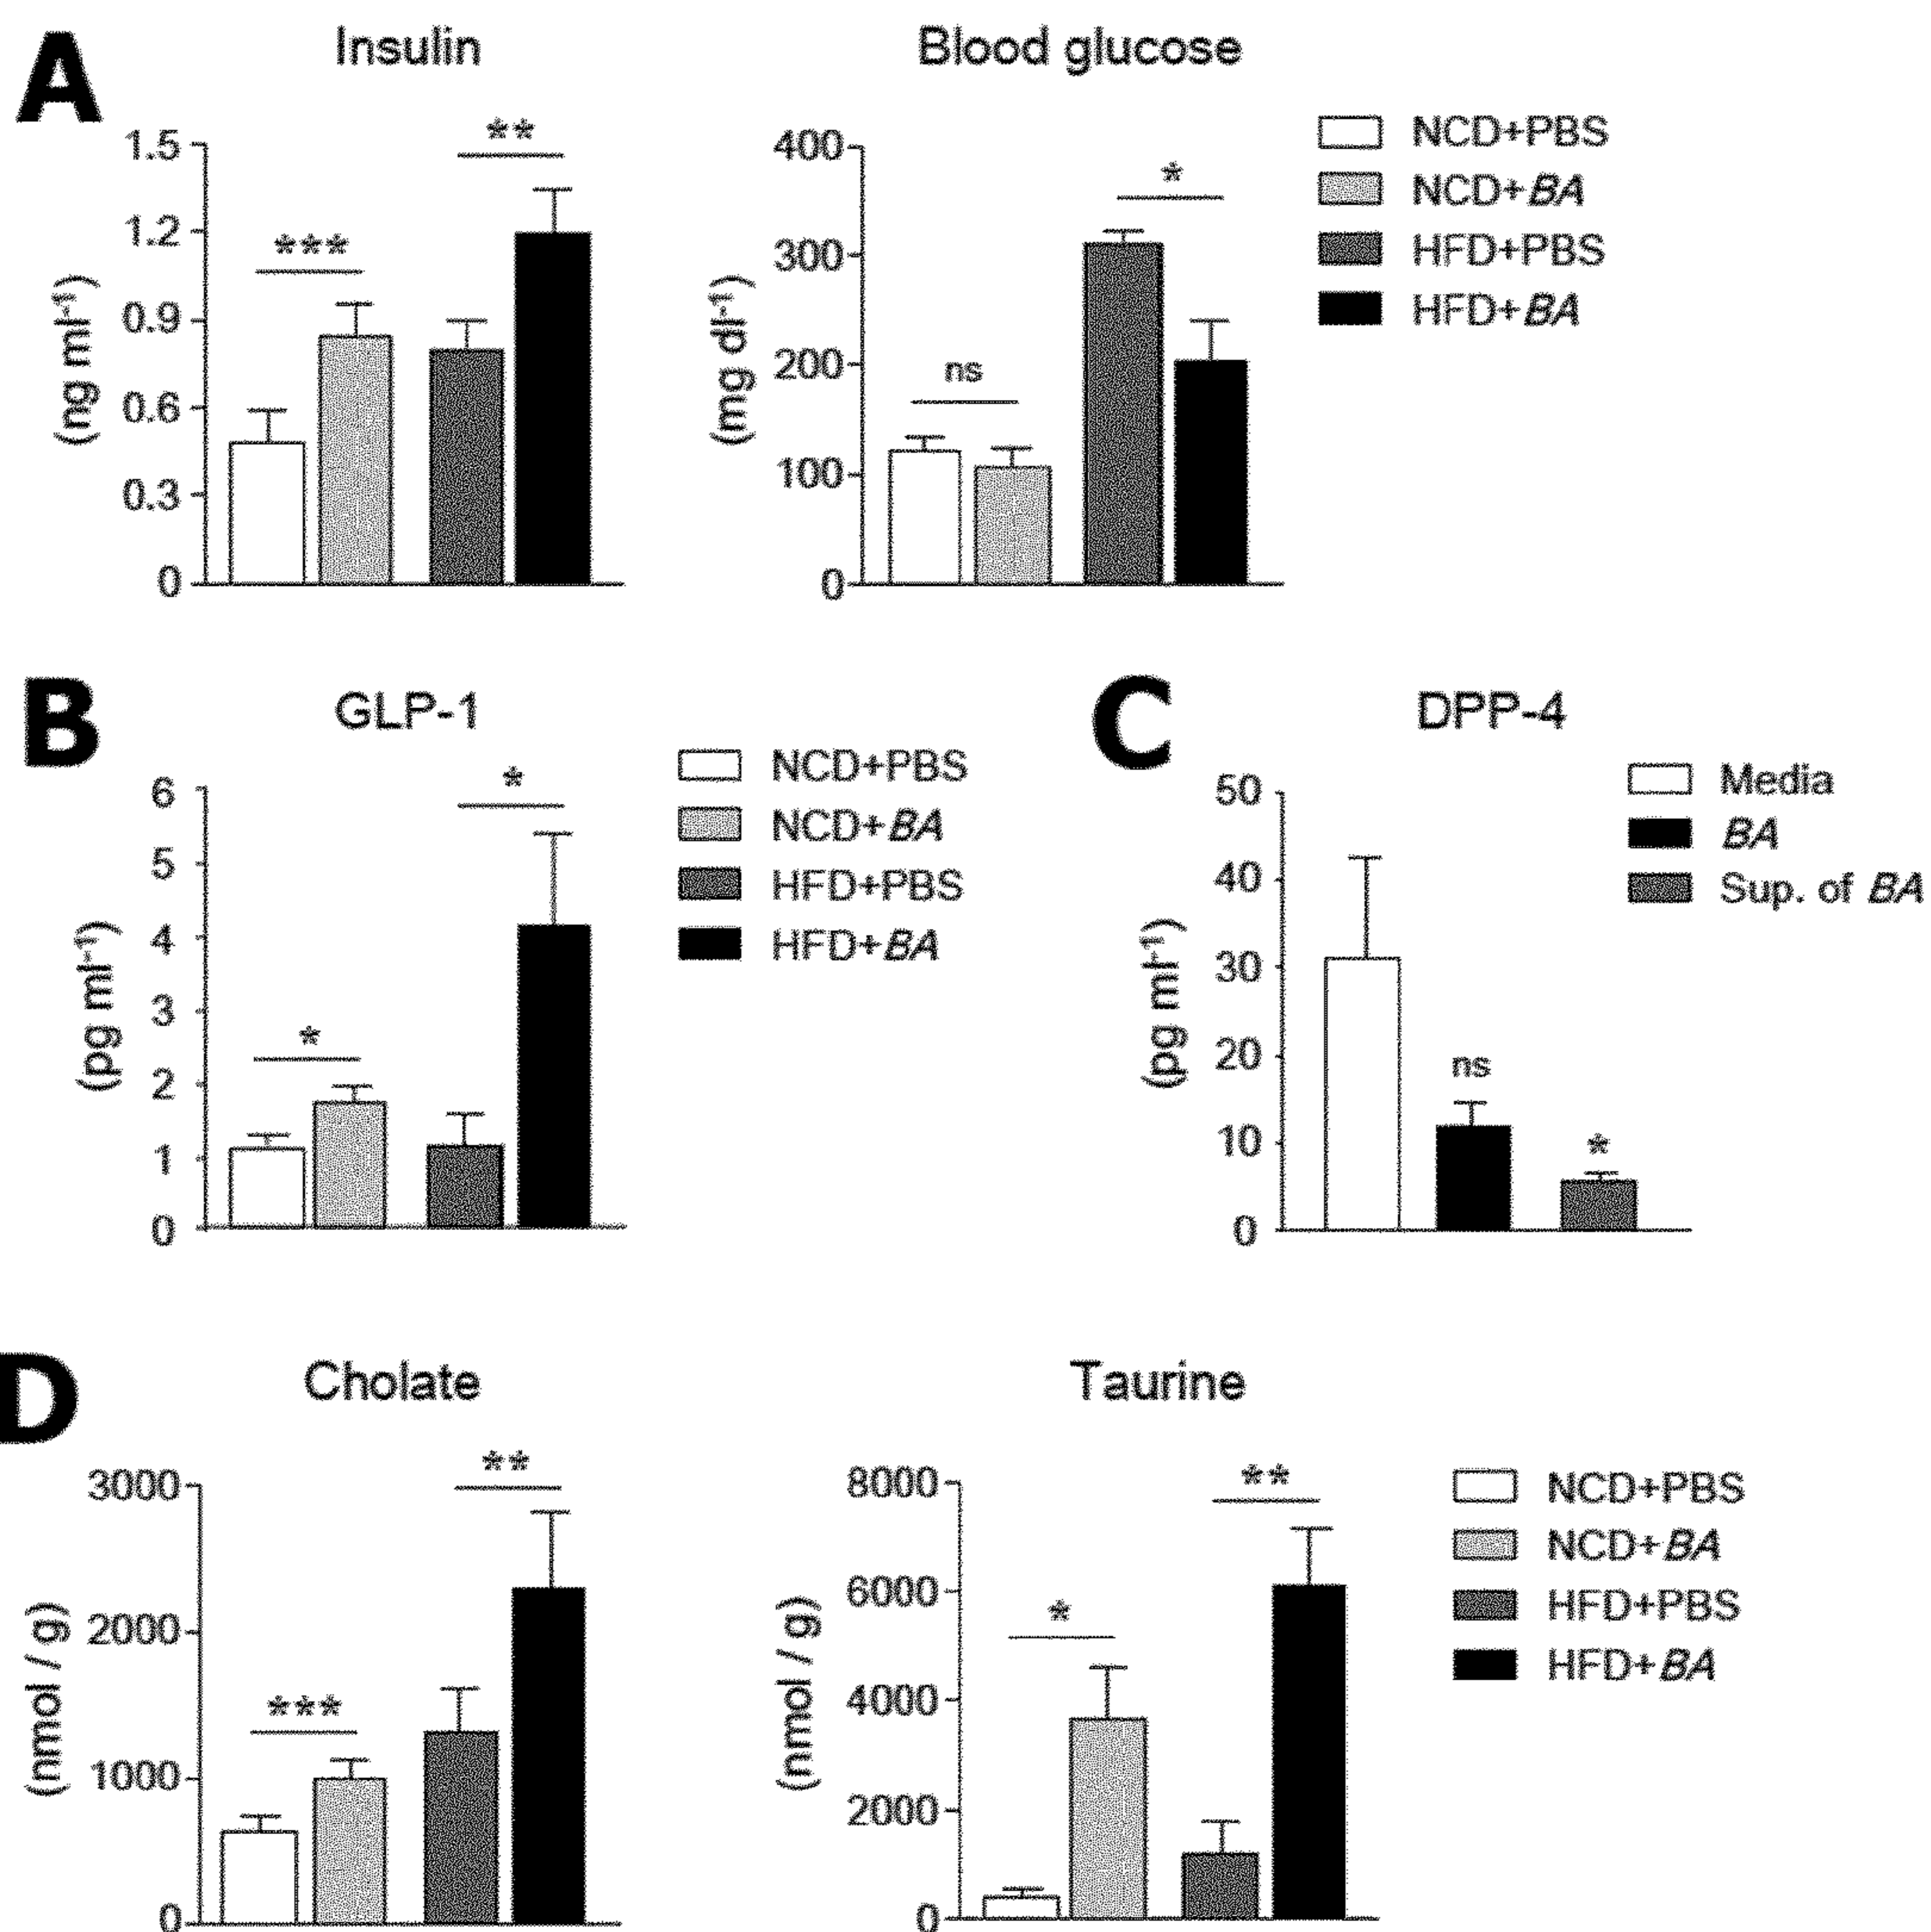 A
Insulin
Blood glucose
(ng ml-1)
1.5
1.2
0.9
0.6
0.3
0
***
**
(mg dl-1)
400
300
200
100
0
ns
*
NCD+PBS
NCD+BA
HFD+PBS
HFD+BA
B
GLP-1
(pg ml-1)
6
5
4
3
2
1
0
*
*
NCD+PBS
NCD+BA
HFD+PBS
HFD+BA
C
DPP-4
(pg ml-1)
50
40
30
20
10
0
ns
*
Media
BA
Sup. of BA
D
Cholate
(nmol / g)
3000
2000
1000
0
***
**
Taurine
(nmol / g)
8000
6000
4000
2000
0
*
**
NCD+PBS
NCD+BA
HFD+PBS
HFD+BA